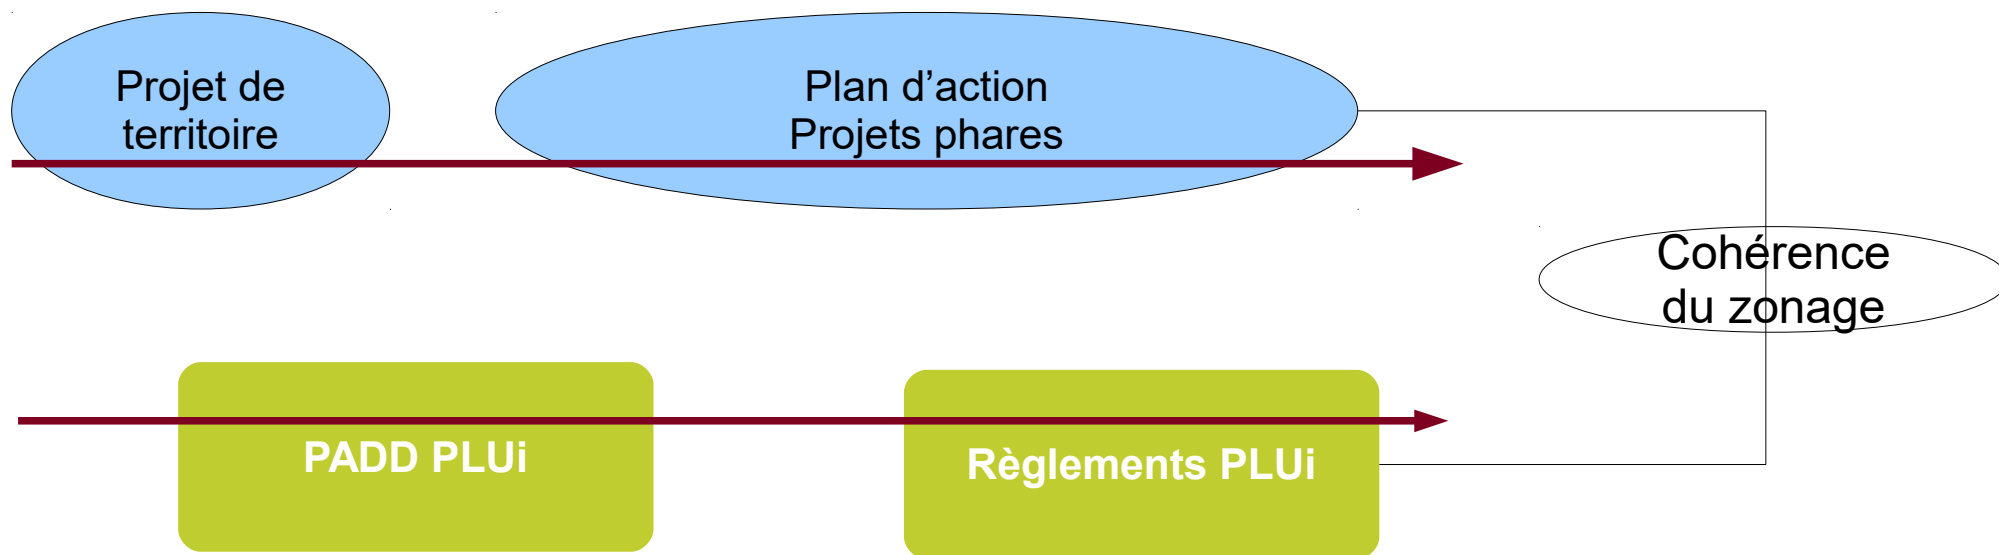 Projet de
territoire
Plan d’action
Projets phares
Cohérence
du zonage
PADD PLUi
Règlements PLUi